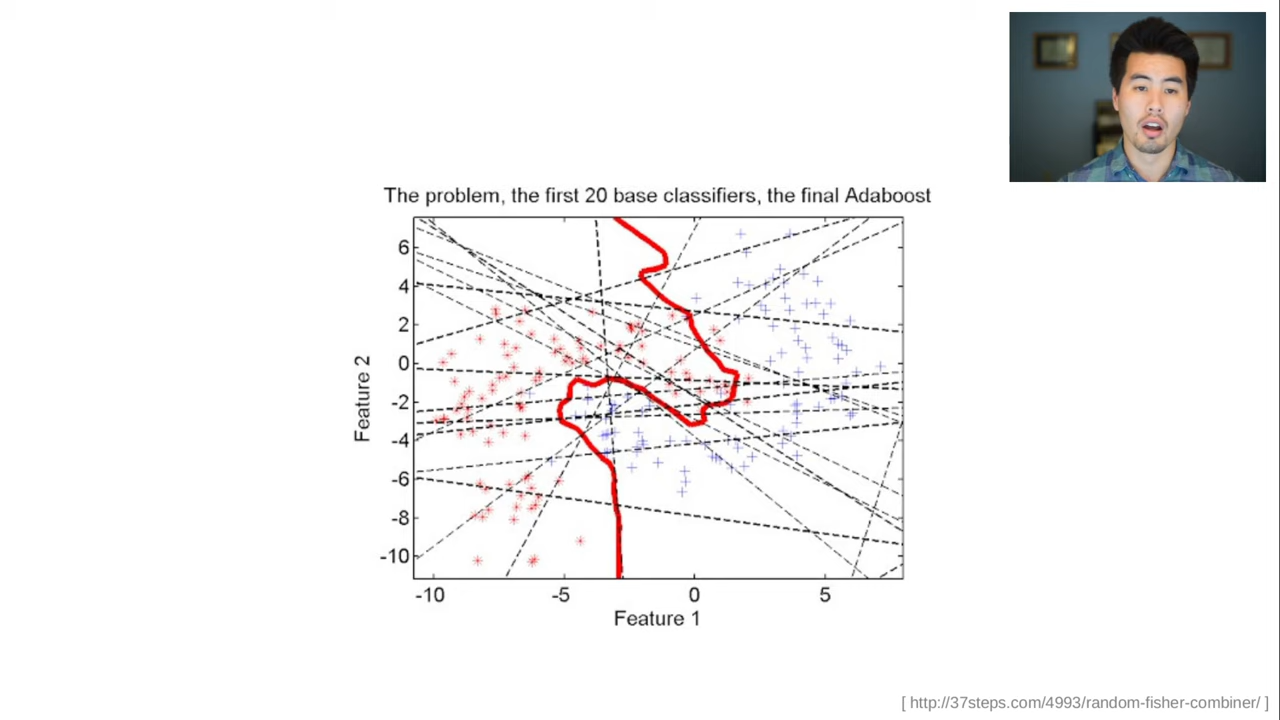 The problem, the first 20 base classifiers, the final Adaboost
6
4
2
0
-2
-4
-6
-8
-10
Feature 2
-10 -5 0 5
Feature 1
[ http://37steps.com/4993/random-fisher-combiner/ ]